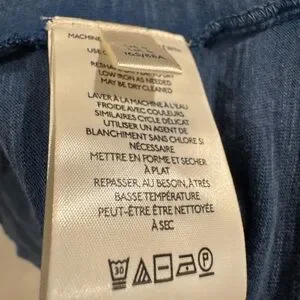 MACHINE
USE C
RESHA
LOW IRON AS NEEDED
MAY BE DRY CLEANED
LAVER À LA MACHINE À L'EAU
FROIDE AVEC COULEURS
SIMILAIRES CYCLE DÉLICAT
UTILISER UN AGENT DE
BLANCHIMENT SANS CHLORE SI
NÉCESSAIRE
METTRE EN FORME ET SÉCHER
À PLAT
REPASSER, AU BESOIN, À TRÈS
BASSE TEMPÉRATURE
PEUT-ÊTRE ÊTRE NETTOYÉE
À SEC
30
P